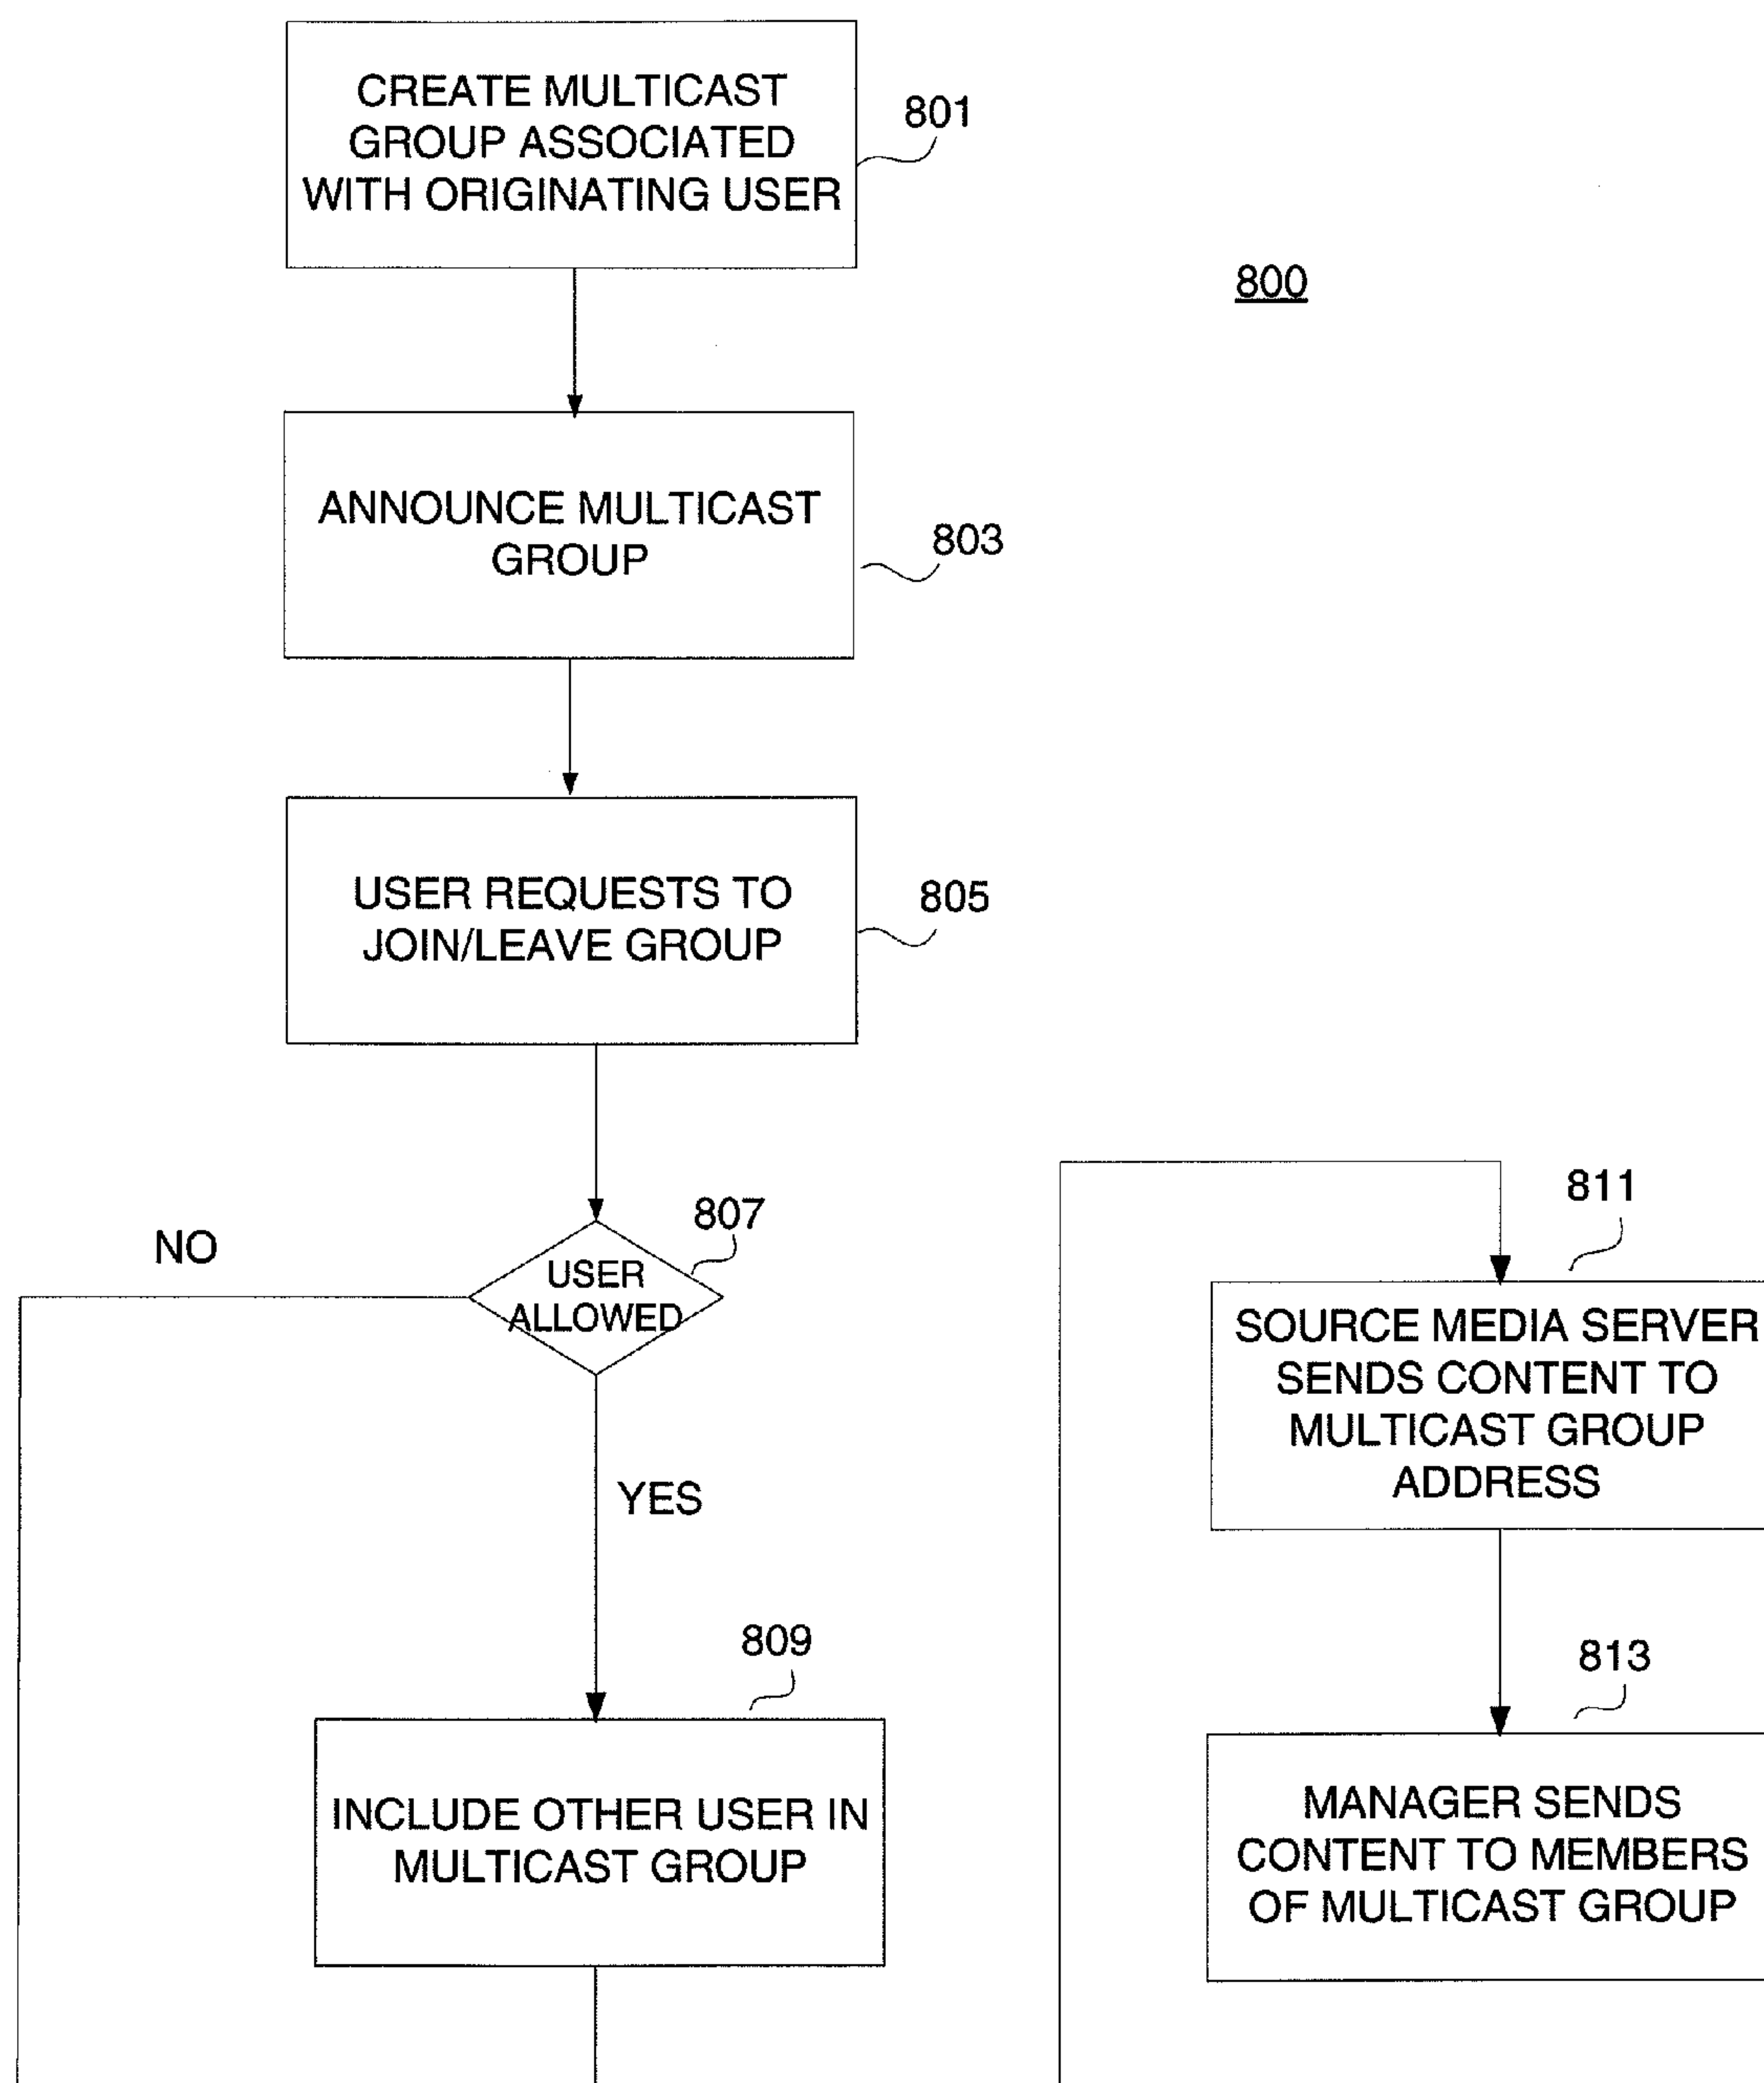 CREATE MULTICAST
GROUP ASSOCIATED
WITH ORIGINATING USER
801
800
ANNOUNCE MULTICAST
GROUP
803
USER REQUESTS TO
JOIN/LEAVE GROUP
805
807
NO
USER
ALLOWED
YES
809
INCLUDE OTHER USER IN
MULTICAST GROUP
811
SOURCE MEDIA SERVER
SENDS CONTENT TO
MULTICAST GROUP
ADDRESS
813
MANAGER SENDS
CONTENT TO MEMBERS
OF MULTICAST GROUP